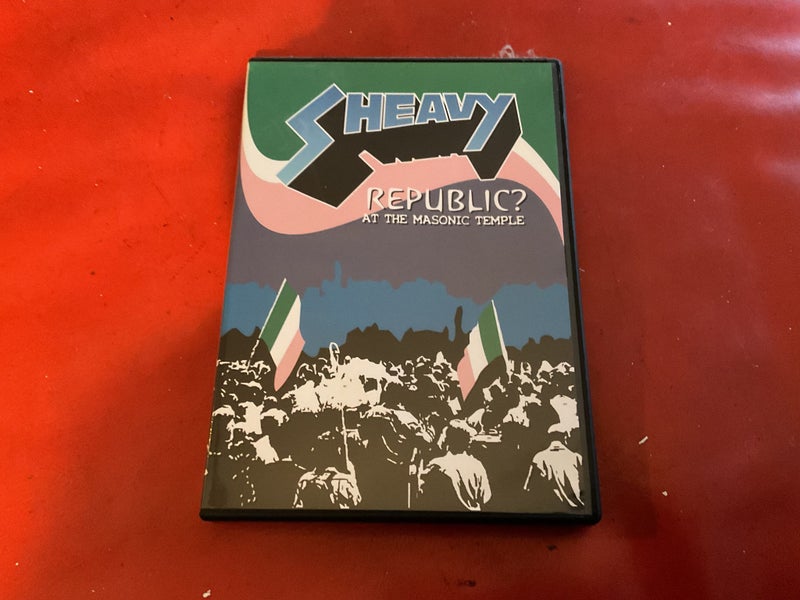 SHEAVY
REPUBLIC?
AT THE MASONIC TEMPLE